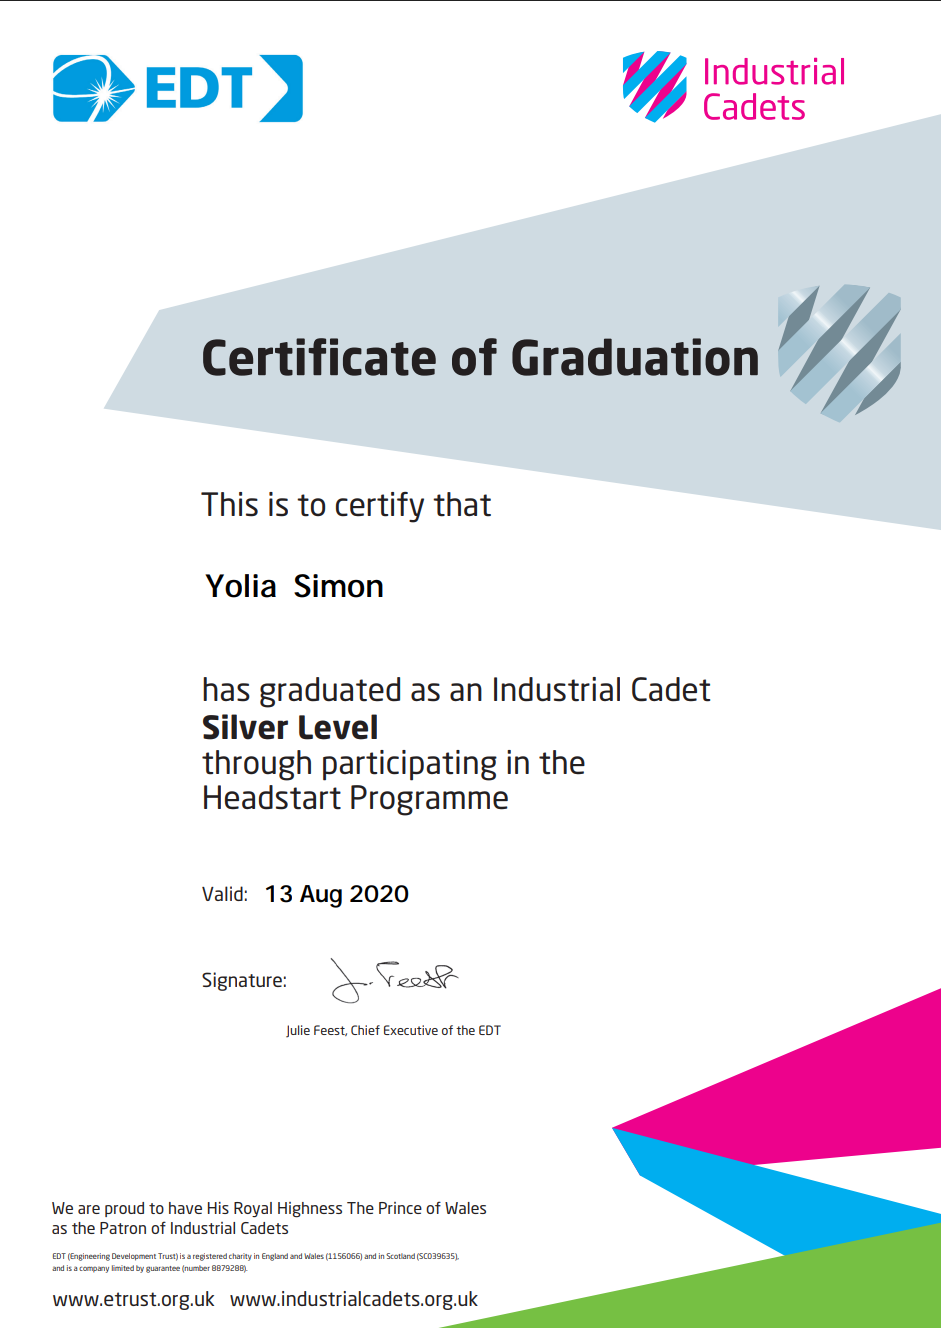 EDT
Industrial
Cadets
Certificate of Graduation
This is to certify that
Yolia Simon
has graduated as an Industrial Cadet
Silver Level
through participating in the
Headstart Programme
Valid: 13 Aug 2020
Signature: J. Feest
Julie Feest, Chief Executive of the EDT
We are proud to have His Royal Highness The Prince of Wales
as the Patron of Industrial Cadets
EDT (Engineering Development Trust) is a registered charity in England and Wales (1156066) and in Scotland (SC039635),
and is a company limited by guarantee (number 8879288).
www.etrust.org.uk www.industrialcadets.org.uk